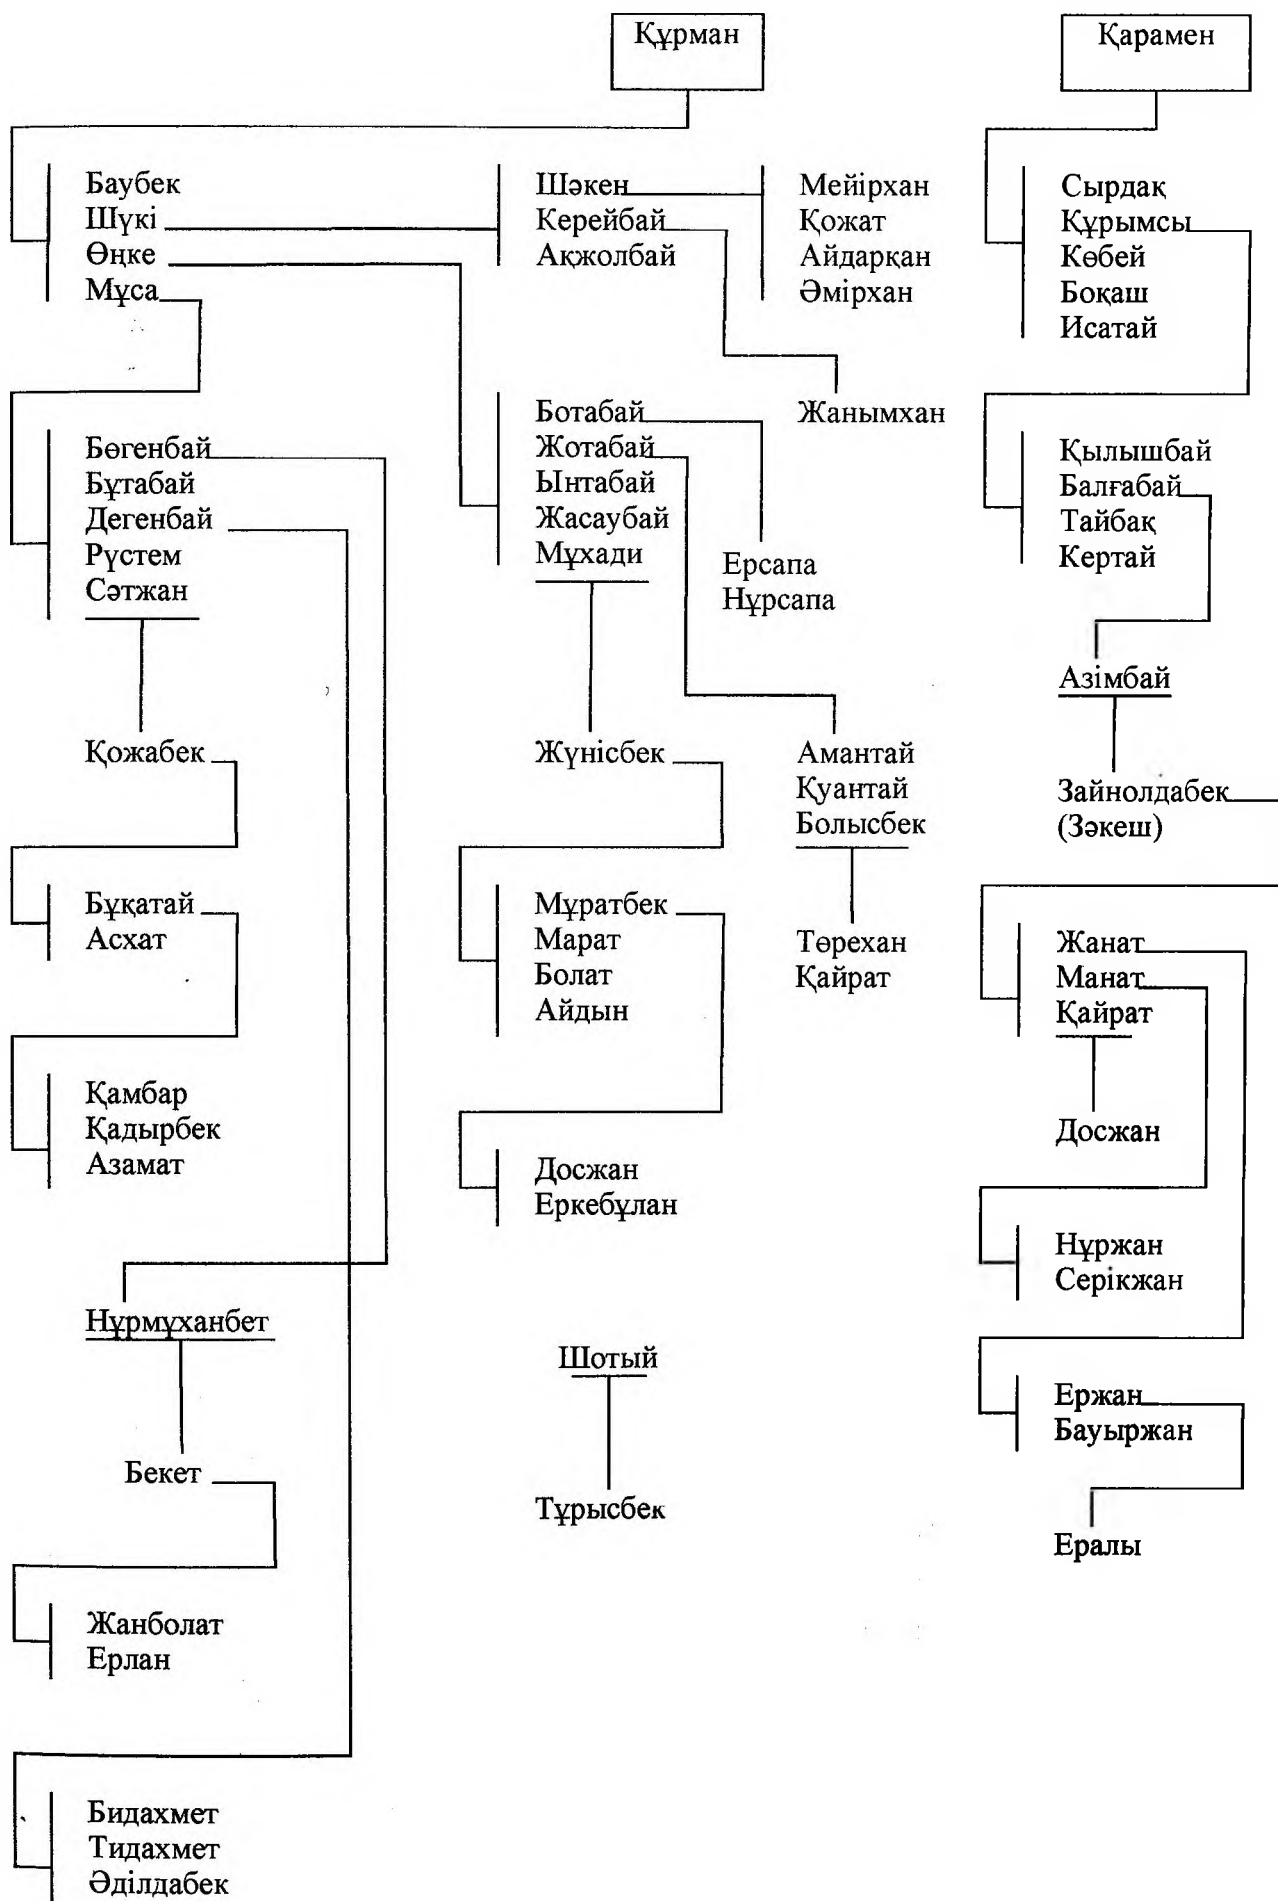 Құрман
Қарамен
Баубек
Шүкі
Өңке
Мұса
Шәкен
Керейбай
Ақжолбай
Мейірхан
Қожат
Айдарқан
Әмірхан
Сырдақ
Құрымсы
Көбей
Боқаш
Исатай
Жанымхан
Бөгенбай
Бұтабай
Дегенбай
Рүстем
Сәтжан
Ботабай
Жотабай
Ынтабай
Жасаубай
Мұхади
Ерсапа
Нұрсапа
Қылышбай
Балғабай
Тайбақ
Кертай
Азімбай
Қожабек
Жүнісбек
Амантай
Қуантай
Болысбек
Зайнолдабек
(Зәкеш)
Бұқатай
Асхат
Мұратбек
Марат
Болат
Айдын
Төрехан
Қайрат
Жанат
Манат
Қайрат
Қамбар
Қадырбек
Азамат
Досжан
Еркебұлан
Досжан
Нұржан
Серікжан
Нұрмұханбет
Шотый
Ержан
Бауыржан
Бекет
Тұрысбек
Ералы
Жанболат
Ерлан
Бидахмет
Тидахмет
Әділдабек